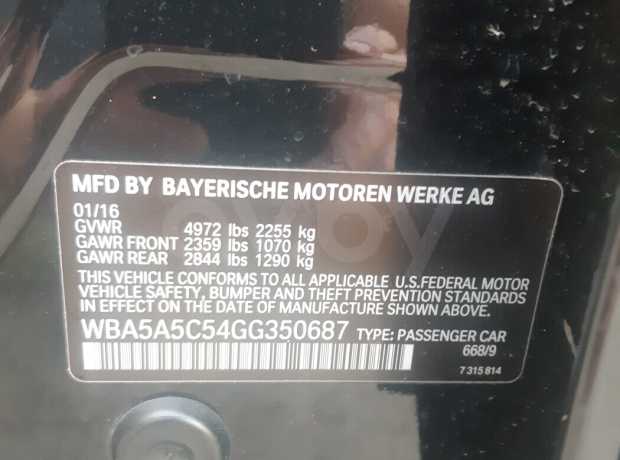 MFD BY BAYERISCHE MOTOREN WERKE AG
01/16
GVWR 4972 lbs 2255 kg
GAWR FRONT 2359 lbs 1070 kg
GAWR REAR 2844 lbs 1290 kg
THIS VEHICLE CONFORMS TO ALL APPLICABLE U.S.FEDERAL MOTOR
VEHICLE SAFETY, BUMPER AND THEFT PREVENTION STANDARDS
IN EFFECT ON THE DATE OF MANUFACTURE SHOWN ABOVE.
WBA5A5C54GG350687 TYPE: PASSENGER CAR
668/9
7 315 814